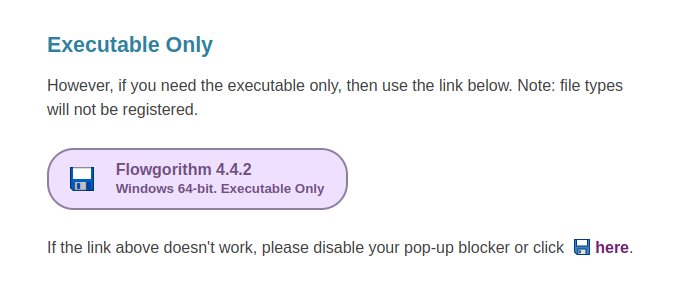 Executable Only
However, if you need the executable only, then use the link below. Note: file types
will not be registered.
Flowgorithm 4.4.2
Windows 64-bit. Executable Only
If the link above doesn't work, please disable your pop-up blocker or click here.